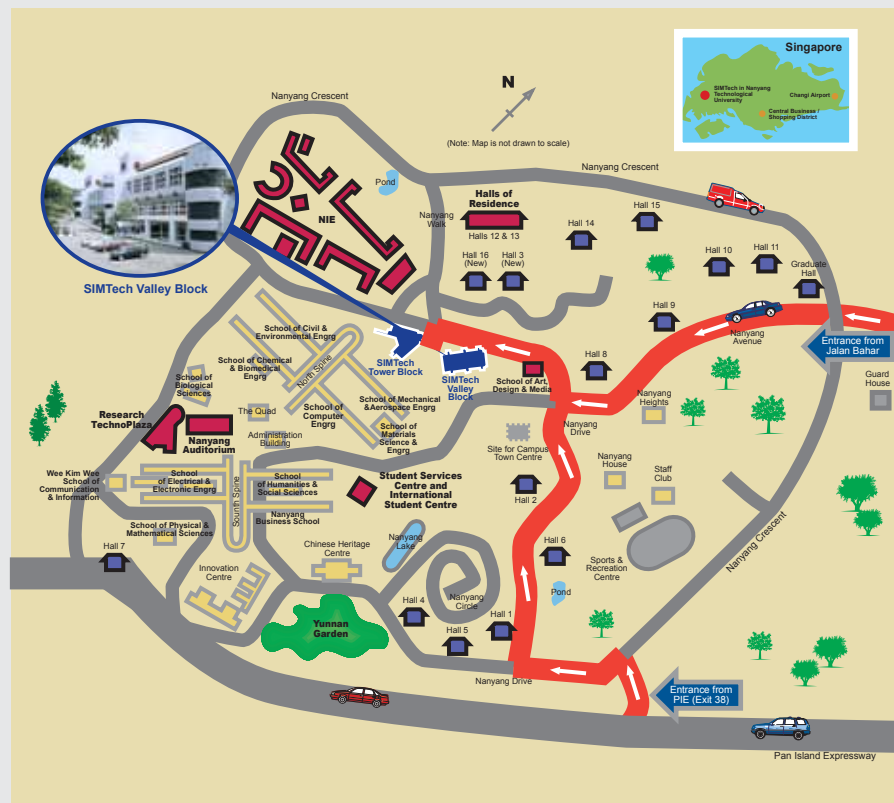 Singapore
SIMTech in Nanyang
Technological
University
Changi Airport
Central Business /
Shopping District
N
(Note: Map is not drawn to scale)
Nanyang Crescent
Nanyang Crescent
Pond
NIE
Nanyang
Walk
Halls of
Residence
Halls 12 & 13
Hall 16
(New)
Hall 3
(New)
Hall 14
Hall 15
Hall 10
Hall 11
Graduate
Hall
Hall 9
SIMTech Valley Block
School of Civil &
Environmental Engrg
School of Chemical
& Biomedical
Engrg
North Spine
SIMTech
Tower Block
SIMTech
Valley
Block
School of Art,
Design & Media
Hall 8
Nanyang
Avenue
Entrance from
Jalan Bahar
Guard
House
School of
Biological
Sciences
School of Mechanical
&Aerospace Engrg
School of
Computer
Engrg
School of
Materials
Science &
Engrg
The Quad
Administration
Building
Research
TechnoPlaza
Nanyang
Auditorium
Nanyang
Heights
Nanyang
Drive
Site for Campus
Town Centre
Nanyang
House
Staff
Club
Wee Kim Wee
School of
Communication
& Information
School
of Electrical &
Electronic Engrg
South Spine
School
of Humanities &
Social Sciences
Nanyang
Business School
Student Services
Centre and
International
Student Centre
Hall 2
School of Physical &
Mathematical Sciences
Hall 7
Innovation
Centre
Chinese Heritage
Centre
Nanyang
Lake
Nanyang
Circle
Hall 6
Pond
Sports &
Recreation
Centre
Nanyang Crescent
Yunnan
Garden
Hall 4
Hall 5
Hall 1
Nanyang Drive
Entrance from
PIE (Exit 38)
Pan Island Expressway